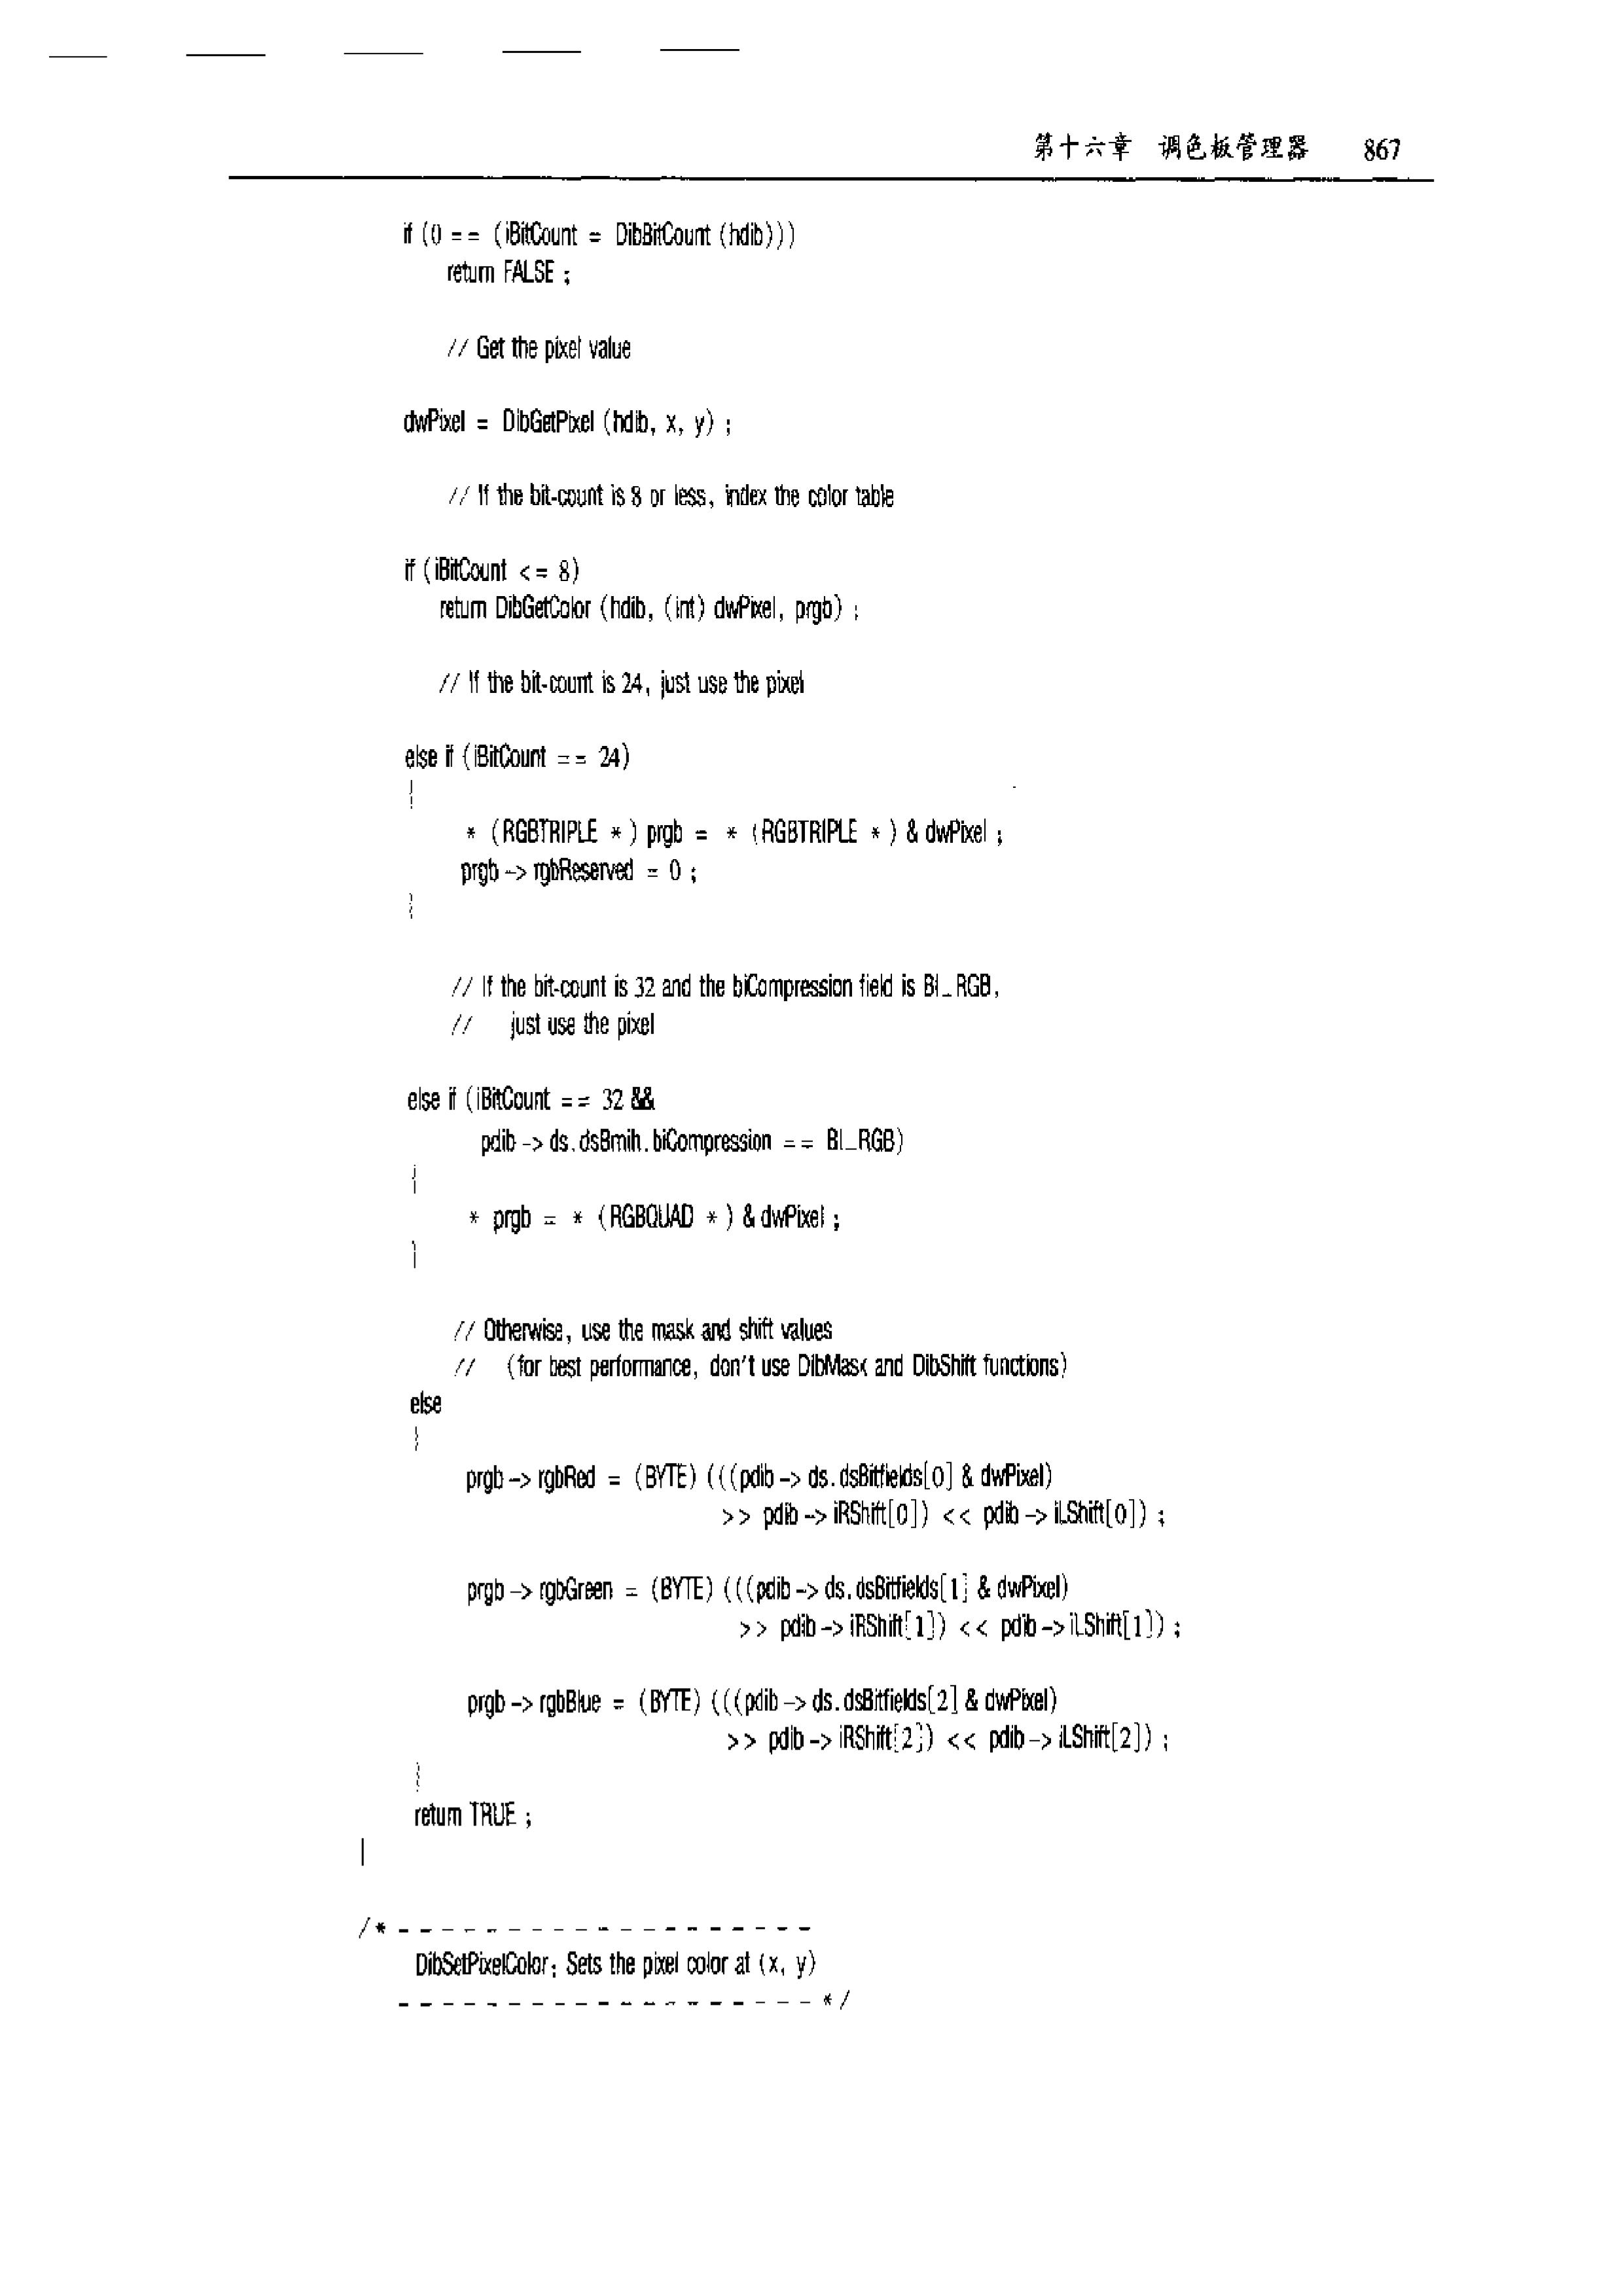 第十六章 调色板管理器 867
if (0 == (iBitCount = DibBitCount (hdib)))
return FALSE ;
// Get the pixel value
dwPixel = DibGetPixel (hdib, x, y) ;
// If the bit-count is 8 or less, index the color table
if (iBitCount <= 8)
return DibGetColor (hdib, (int) dwPixel, prgb) ;
// If the bit-count is 24, just use the pixel
else if (iBitCount == 24)
{
* (RGBTRIPLE *) prgb = * (RGBTRIPLE *) & dwPixel ;
prgb -> rgbReserved = 0 ;
}
// If the bit-count is 32 and the biCompression field is BI_RGB,
// just use the pixel
else if (iBitCount == 32 &&
pdib -> ds.dsBmih.biCompression == BI_RGB)
{
* prgb = * (RGBQUAD *) & dwPixel ;
}
// Otherwise, use the mask and shift values
// (for best performance, don't use DibMask and DibShift functions)
else
{
prgb -> rgbRed = (BYTE) (((pdib -> ds.dsBitfields[0] & dwPixel)
>> pdib -> iRShift[0]) << pdib -> iLShift[0]) ;
prgb -> rgbGreen = (BYTE) (((pdib -> ds.dsBitfields[1] & dwPixel)
>> pdib -> iRShift[1]) << pdib -> iLShift[1]) ;
prgb -> rgbBlue = (BYTE) (((pdib -> ds.dsBitfields[2] & dwPixel)
>> pdib -> iRShift[2]) << pdib -> iLShift[2]) ;
}
return TRUE ;
}
/* - - - - - - - - - - - - - - - - - - -
DibSetPixelColor: Sets the pixel color at (x, y)
- - - - - - - - - - - - - - - - - - - */